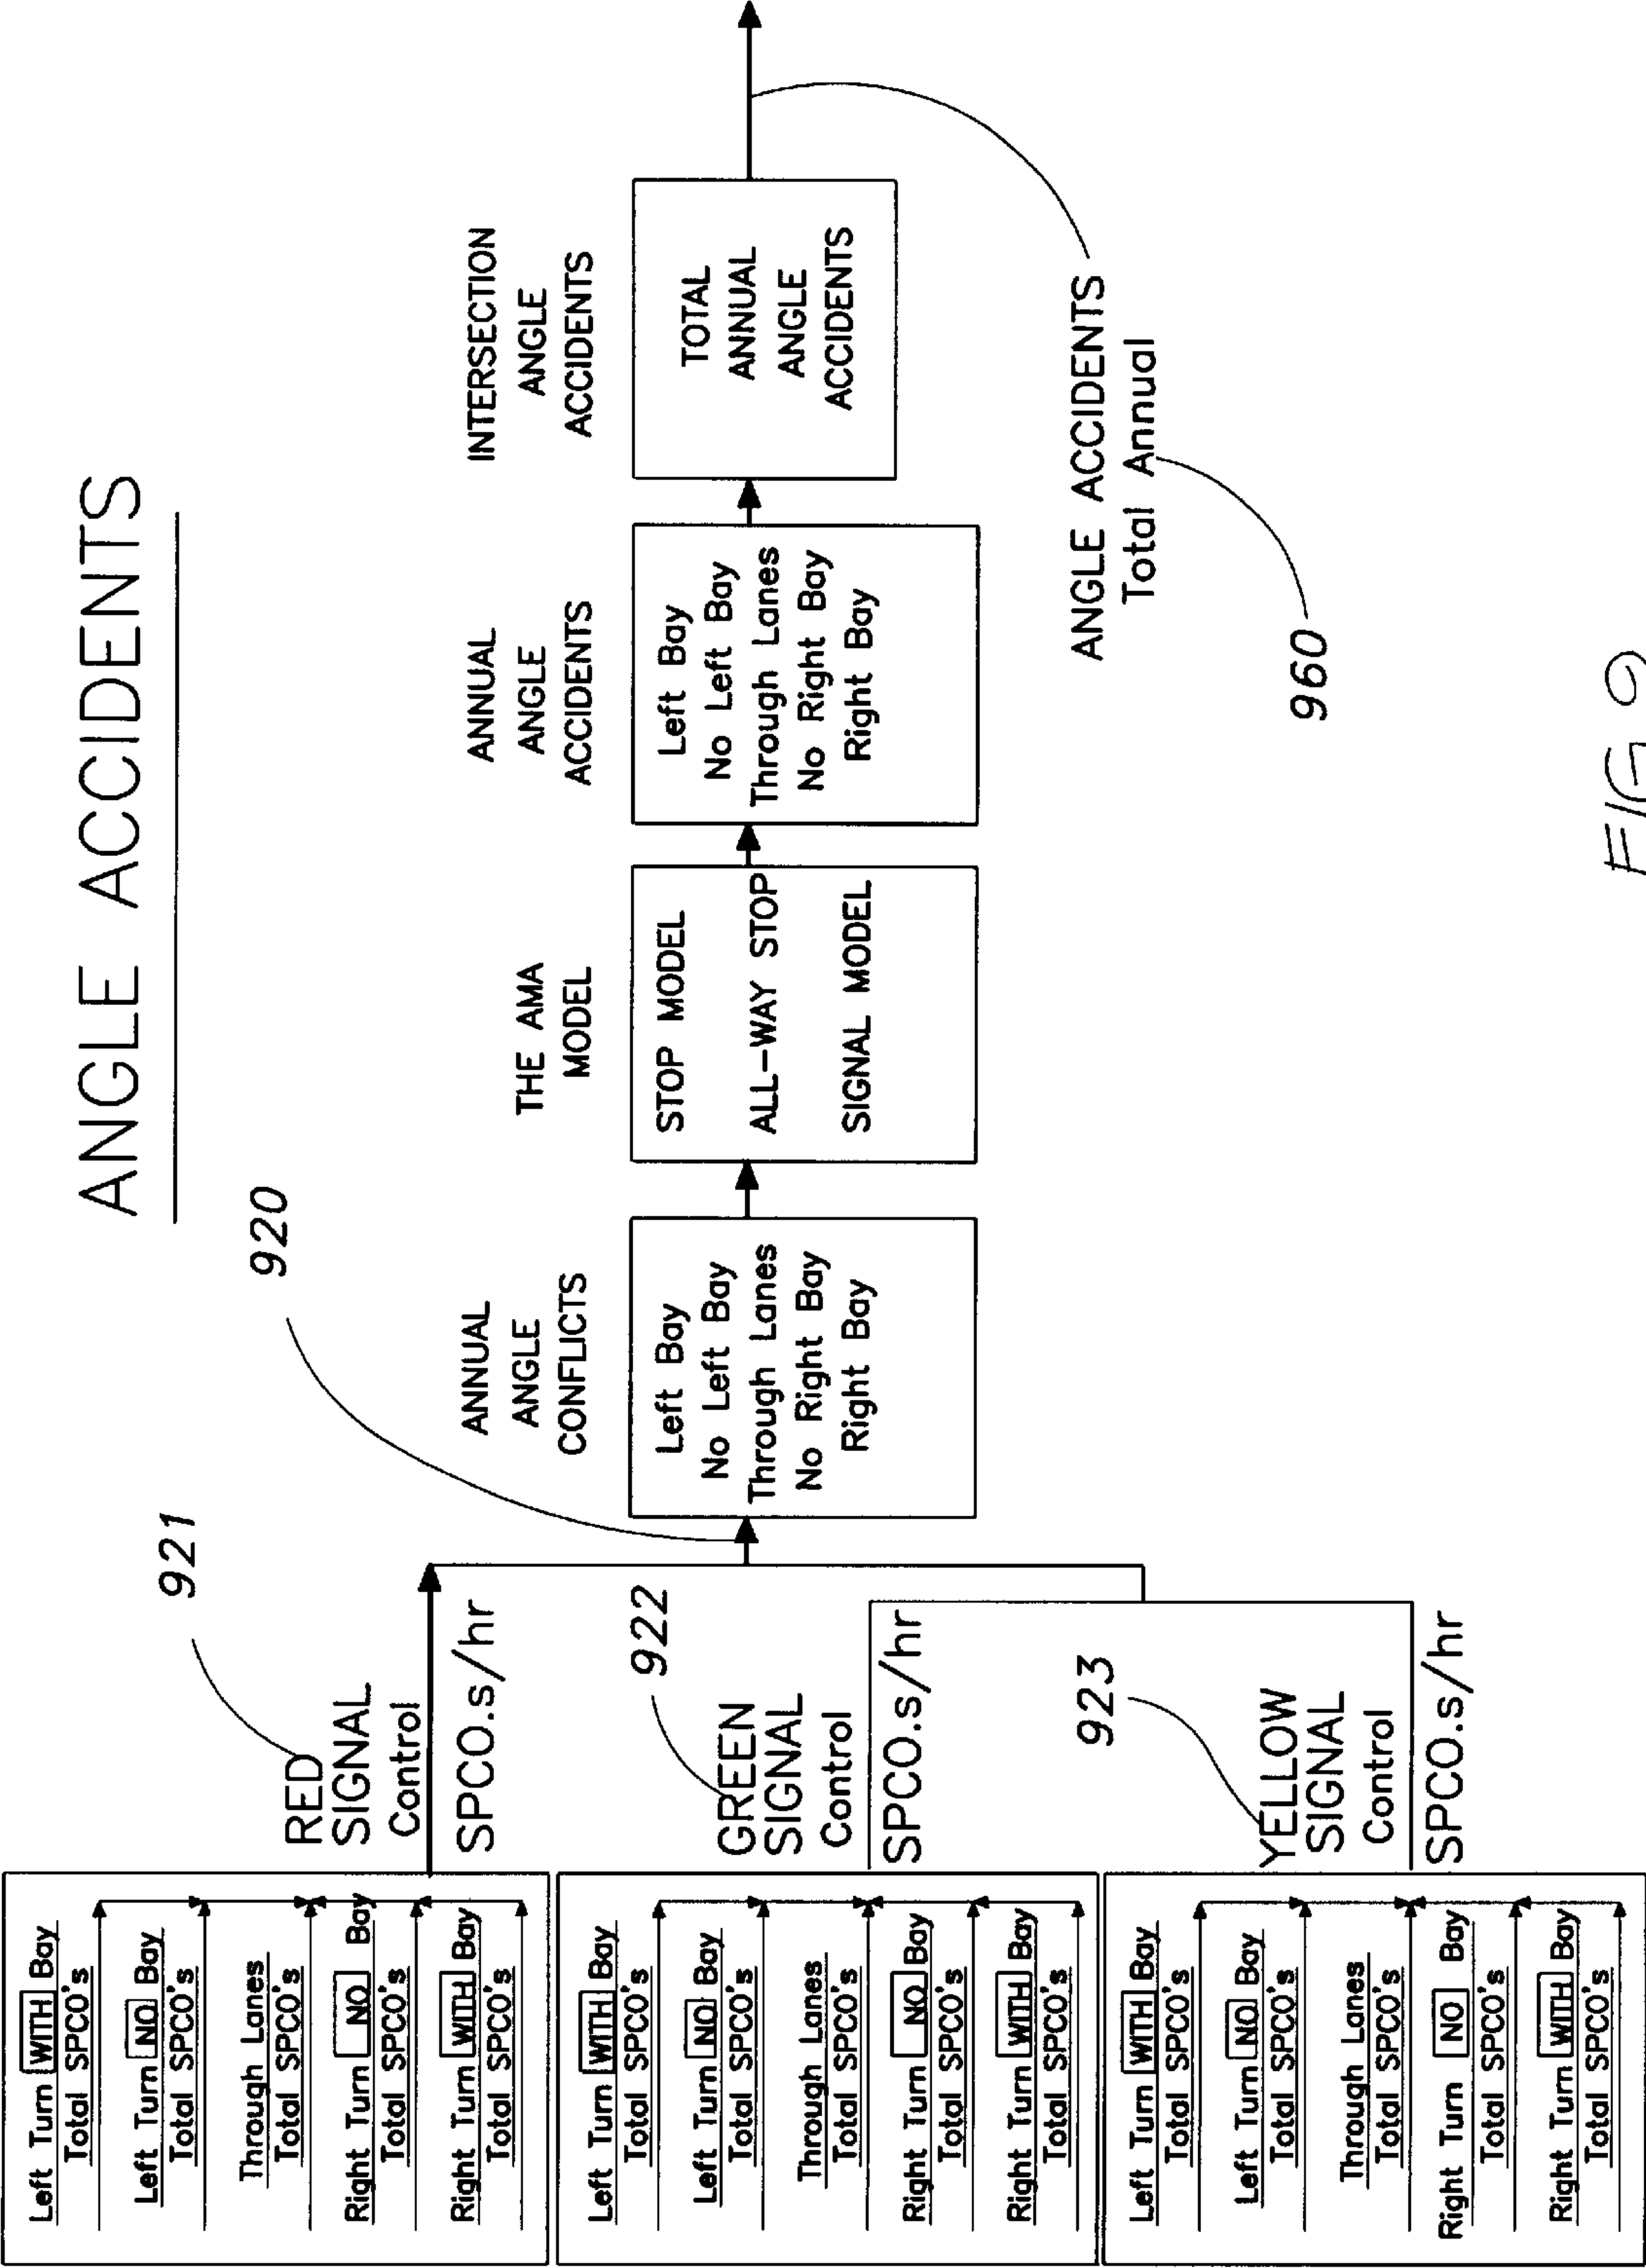 ANGLE ACCIDENTS
921
920
Left Turn WITH Bay
Total SPCO's
Left Turn NO Bay
Total SPCO's
Through Lanes
Total SPCO's
Right Turn NO Bay
Total SPCO's
Right Turn WITH Bay
Total SPCO's
RED
SIGNAL
Control
SPCO.s/hr
Left Turn WITH Bay
Total SPCO's
Left Turn NO Bay
Total SPCO's
Through Lanes
Total SPCO's
Right Turn NO Bay
Total SPCO's
Right Turn WITH Bay
Total SPCO's
922
GREEN
SIGNAL
Control
SPCO.s/hr
Left Turn WITH Bay
Total SPCO's
Left Turn NO Bay
Total SPCO's
Through Lanes
Total SPCO's
Right Turn NO Bay
Total SPCO's
Right Turn WITH Bay
Total SPCO's
923
YELLOW
SIGNAL
Control
SPCO.s/hr
ANNUAL
ANGLE
CONFLICTS
Left Bay
No Left Bay
Through Lanes
No Right Bay
Right Bay
THE AMA
MODEL
STOP MODEL
ALL-WAY STOP
SIGNAL MODEL
ANNUAL
ANGLE
ACCIDENTS
Left Bay
No Left Bay
Through Lanes
No Right Bay
Right Bay
INTERSECTION
ANGLE
ACCIDENTS
TOTAL
ANNUAL
ANGLE
ACCIDENTS
ANGLE ACCIDENTS
Total Annual
960
FIG 9